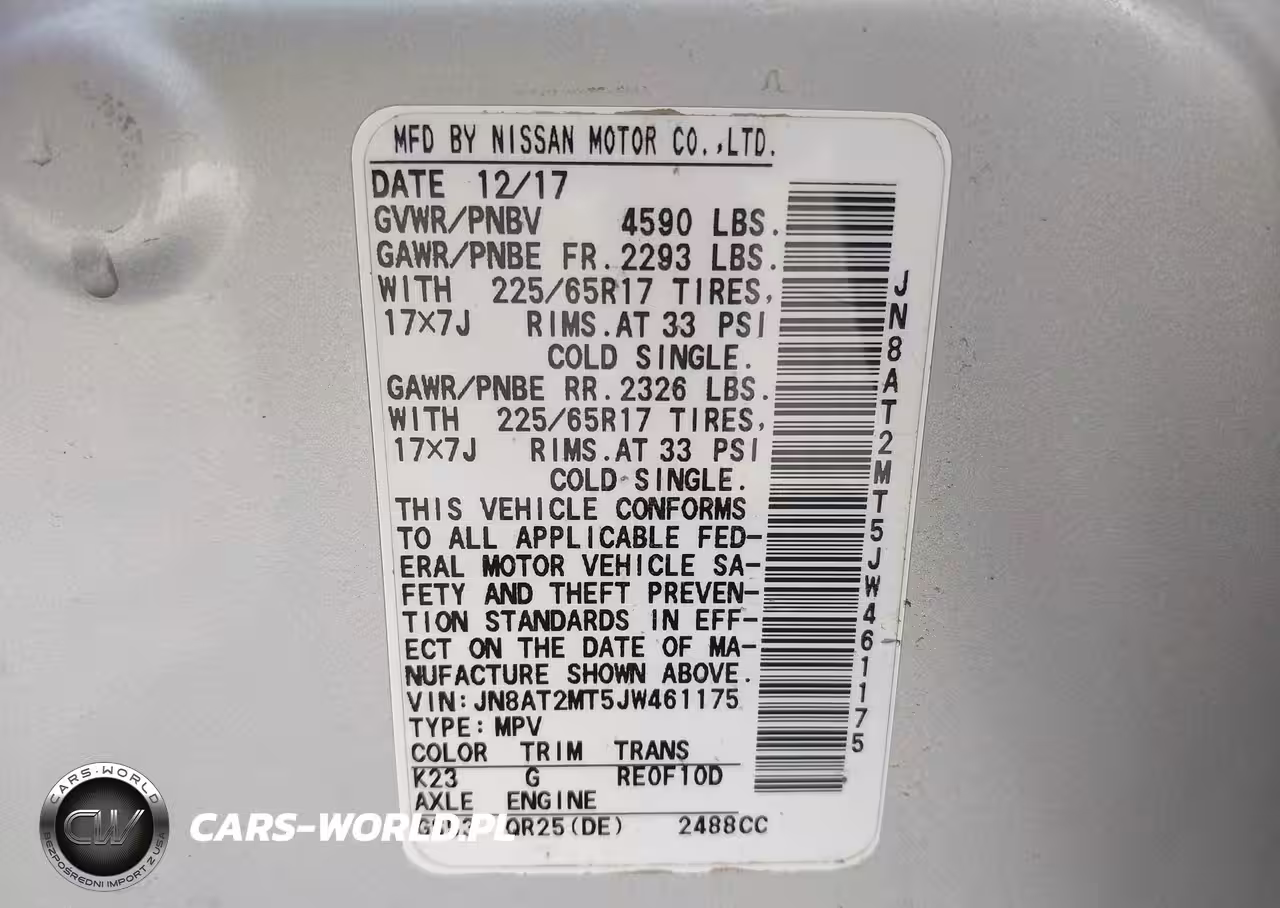 MFD BY NISSAN MOTOR CO.,LTD.
DATE 12/17
GVWR/PNBV 4590 LBS.
GAWR/PNBE FR. 2293 LBS.
WITH 225/65R17 TIRES,
17×7J RIMS. AT 33 PSI
COLD SINGLE.
GAWR/PNBE RR. 2326 LBS.
WITH 225/65R17 TIRES,
17×7J RIMS. AT 33 PSI
COLD SINGLE.
THIS VEHICLE CONFORMS
TO ALL APPLICABLE FED-
ERAL MOTOR VEHICLE SA-
FETY AND THEFT PREVEN-
TION STANDARDS IN EFF-
ECT ON THE DATE OF MA-
NUFACTURE SHOWN ABOVE.
VIN: JN8AT2MT5JW461175
TYPE: MPV
COLOR TRIM TRANS
K23 G RE0F10D
AXLE ENGINE
QR25(DE) 2488CC
JN8AT2MT5JW461175
CARS-WORLD
CW
BEZPOŚREDNI IMPORT Z USA
CARS-WORLD.PL